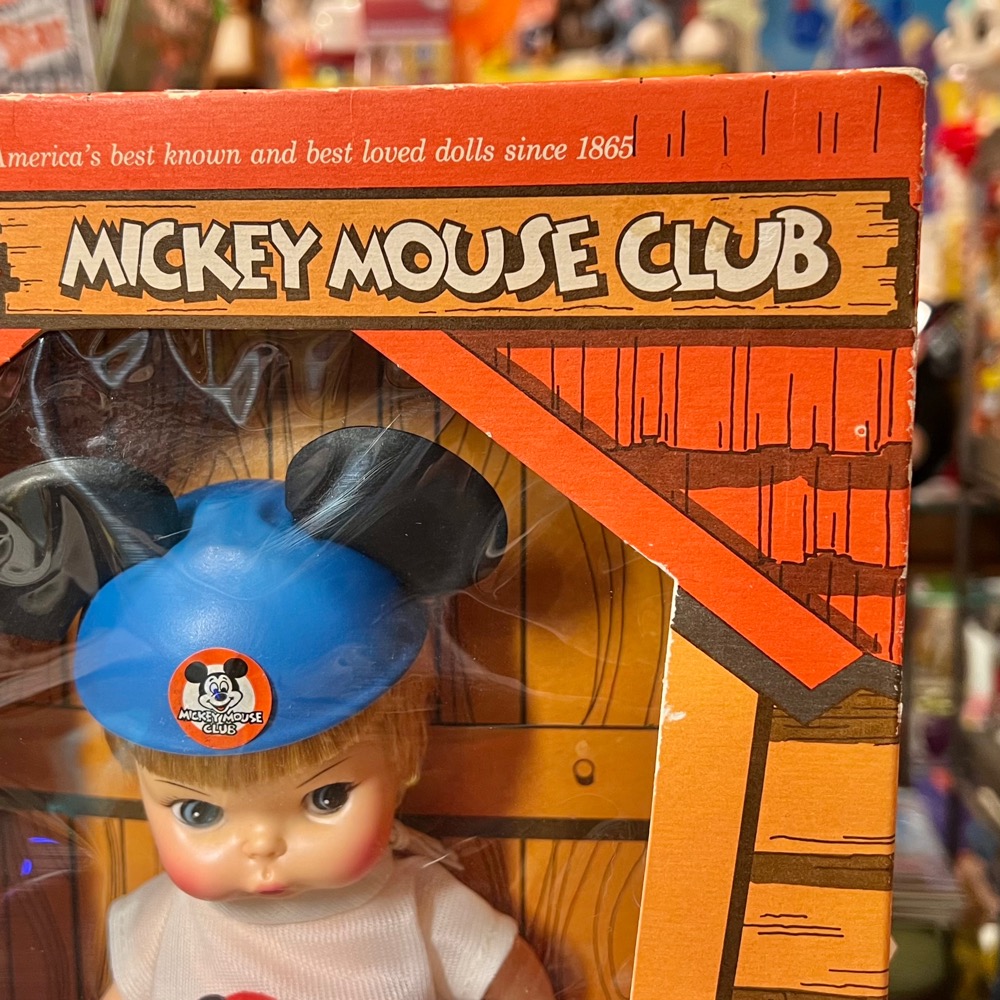 America's best known and best loved dolls since 1865
MICKEY MOUSE CLUB
MICKEY MOUSE
CLUB